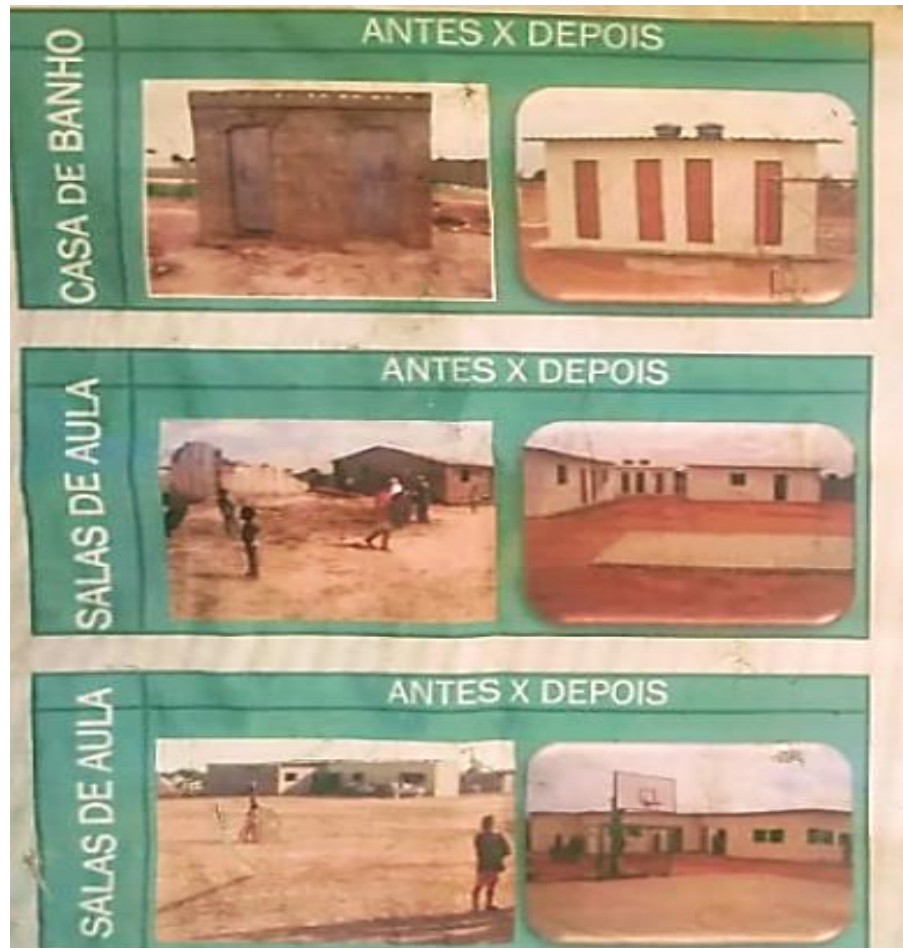 CASA DE BANHO
ANTES X DEPOIS
SALAS DE AULA
ANTES X DEPOIS
SALAS DE AULA
ANTES X DEPOIS